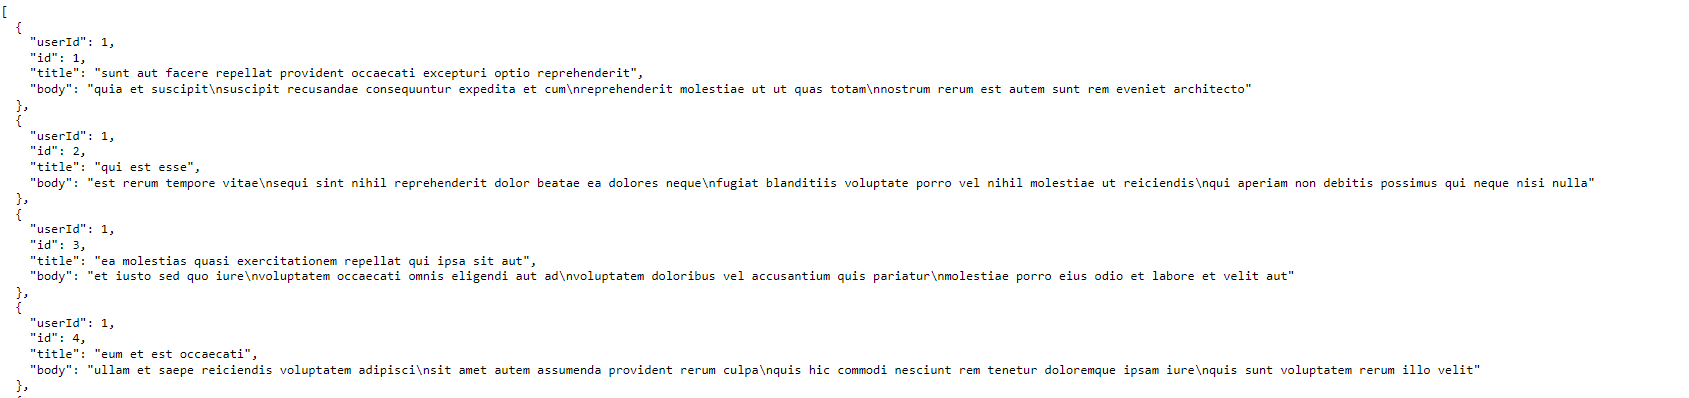 [
  {
    "userId": 1,
    "id": 1,
    "title": "sunt aut facere repellat provident occaecati excepturi optio reprehenderit",
    "body": "quia et suscipit\nsuscipit recusandae consequuntur expedita et cum\nreprehenderit molestiae ut ut quas totam\nnostrum rerum est autem sunt rem eveniet architecto"
  },
  {
    "userId": 1,
    "id": 2,
    "title": "qui est esse",
    "body": "est rerum tempore vitae\nsequi sint nihil reprehenderit dolor beatae ea dolores neque\nfugiat blanditiis voluptate porro vel nihil molestiae ut reiciendis\nqui aperiam non debitis possimus qui neque nisi nulla"
  },
  {
    "userId": 1,
    "id": 3,
    "title": "ea molestias quasi exercitationem repellat qui ipsa sit aut",
    "body": "et iusto sed quo iure\nvoluptatem occaecati omnis eligendi aut ad\nvoluptatem doloribus vel accusantium quis pariatur\nmolestiae porro eius odio et labore et velit aut"
  },
  {
    "userId": 1,
    "id": 4,
    "title": "eum et est occaecati",
    "body": "ullam et saepe reiciendis voluptatem adipisci\nsit amet autem assumenda provident rerum culpa\nquis hic commodi nesciunt rem tenetur doloremque ipsam iure\nquis sunt voluptatem rerum illo velit"
  },